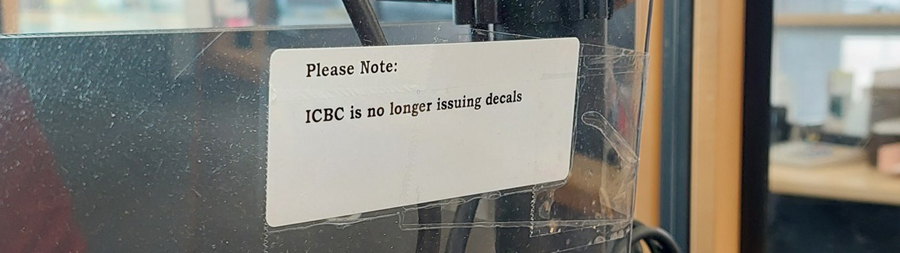 Please Note:
ICBC is no longer issuing decals